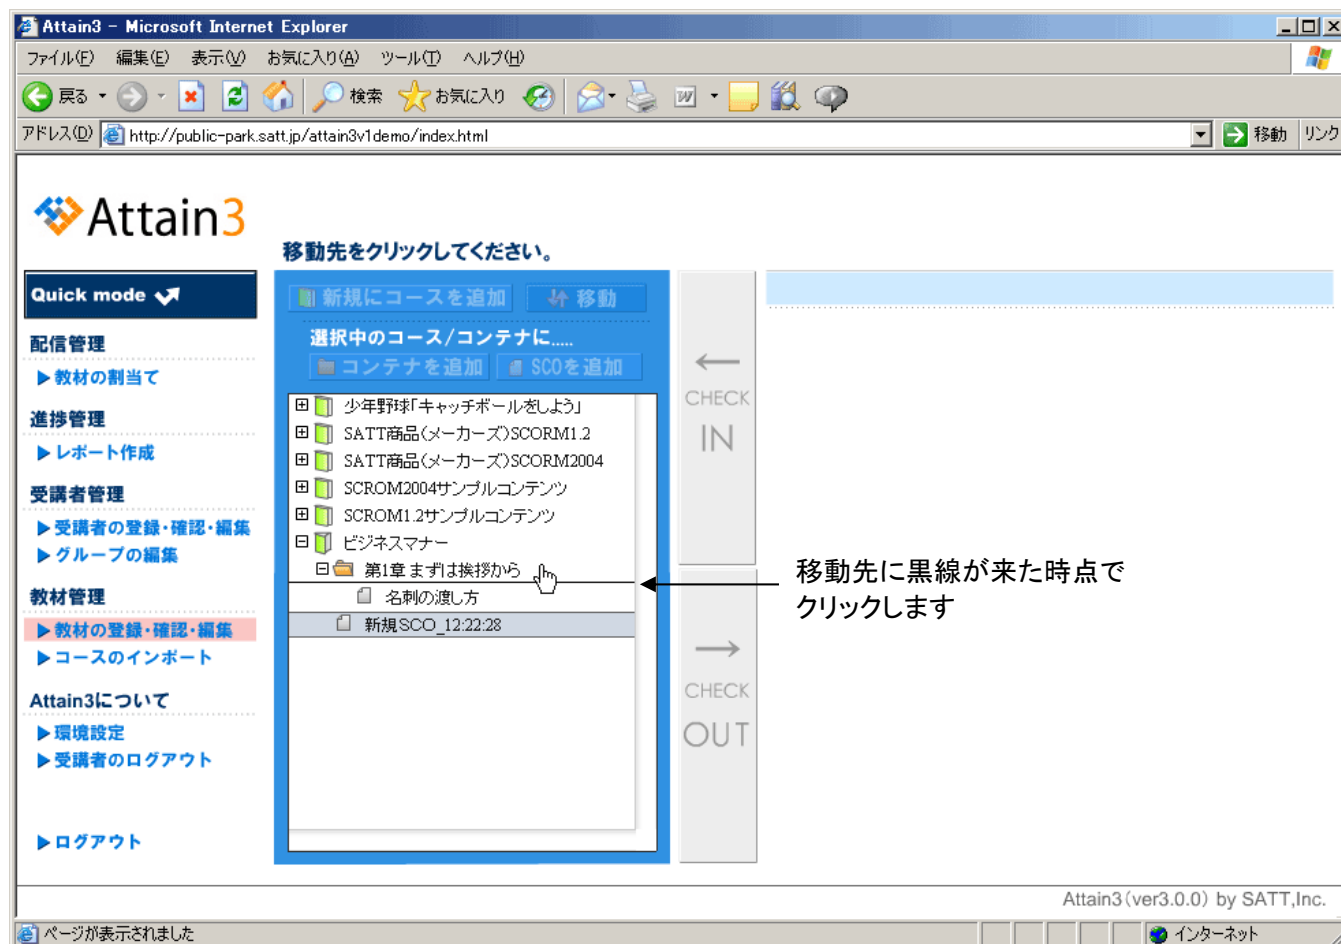 Attain3 - Microsoft Internet Explorer
ファイル(F) 編集(E) 表示(V) お気に入り(A) ツール(T) ヘルプ(H)
戻る 検索 お気に入り
アドレス(D) http://public-park.satt.jp/attain3v1demo/index.html 移動 リンク
Attain3
移動先をクリックしてください。
Quick mode
配信管理
教材の割当て
進捗管理
レポート作成
受講者管理
受講者の登録・確認・編集
グループの編集
教材管理
教材の登録・確認・編集
コースのインポート
Attain3について
環境設定
受講者のログアウト
ログアウト
新規にコースを追加 移動
選択中のコース/コンテナに.....
コンテナを追加 SCOを追加
少年野球「キャッチボールをしよう」
SATT商品(メーカーズ)SCORM1.2
SATT商品(メーカーズ)SCORM2004
SCROM2004サンプルコンテンツ
SCROM1.2サンプルコンテンツ
ビジネスマナー
第1章 まずは挨拶から
名刺の渡し方
新規SCO_12:22:28
CHECK
IN
CHECK
OUT
移動先に黒線が来た時点で
クリックします
Attain3(ver3.0.0) by SATT,Inc.
ページが表示されました インターネット